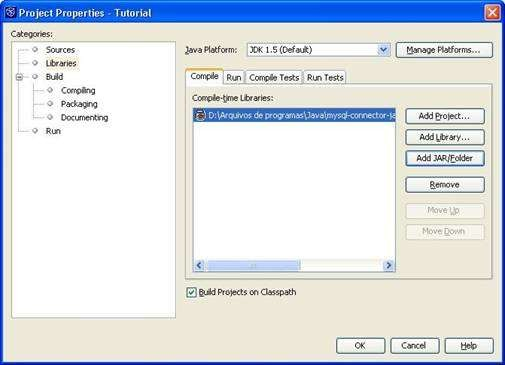 Project Properties - Tutorial
Categories:
Sources
Libraries
Build
Compiling
Packaging
Documenting
Run
Java Platform: JDK 1.5 (Default) Manage Platforms...
Compile Run Compile Tests Run Tests
Compile-time Libraries:
D:\Arquivos de programas\Java\mysql-connector-ja
Add Project...
Add Library...
Add JAR/Folder
Remove
Move Up
Move Down
Build Projects on Classpath
OK Cancel Help